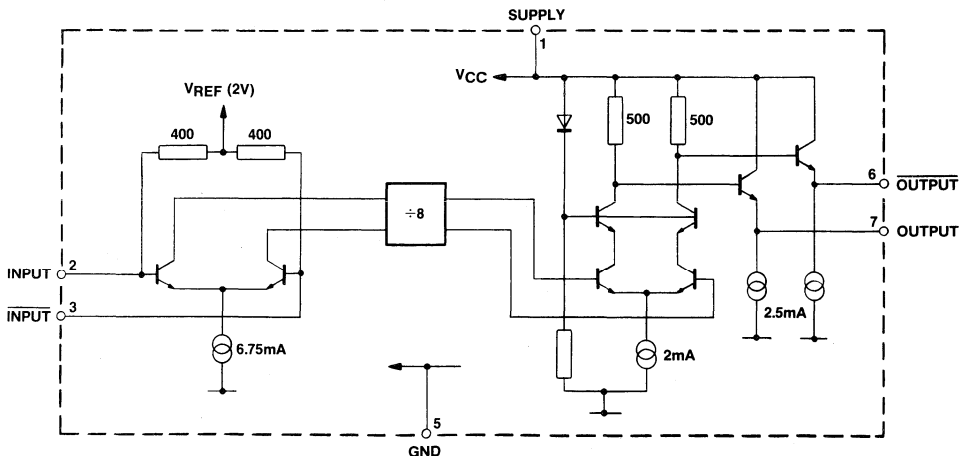 SUPPLY
1
VCC
VREF (2V)
400 400
500 500
÷8
6
OUTPUT
7
OUTPUT
INPUT 2
INPUT 3
6.75mA
2.5mA
2mA
5
GND